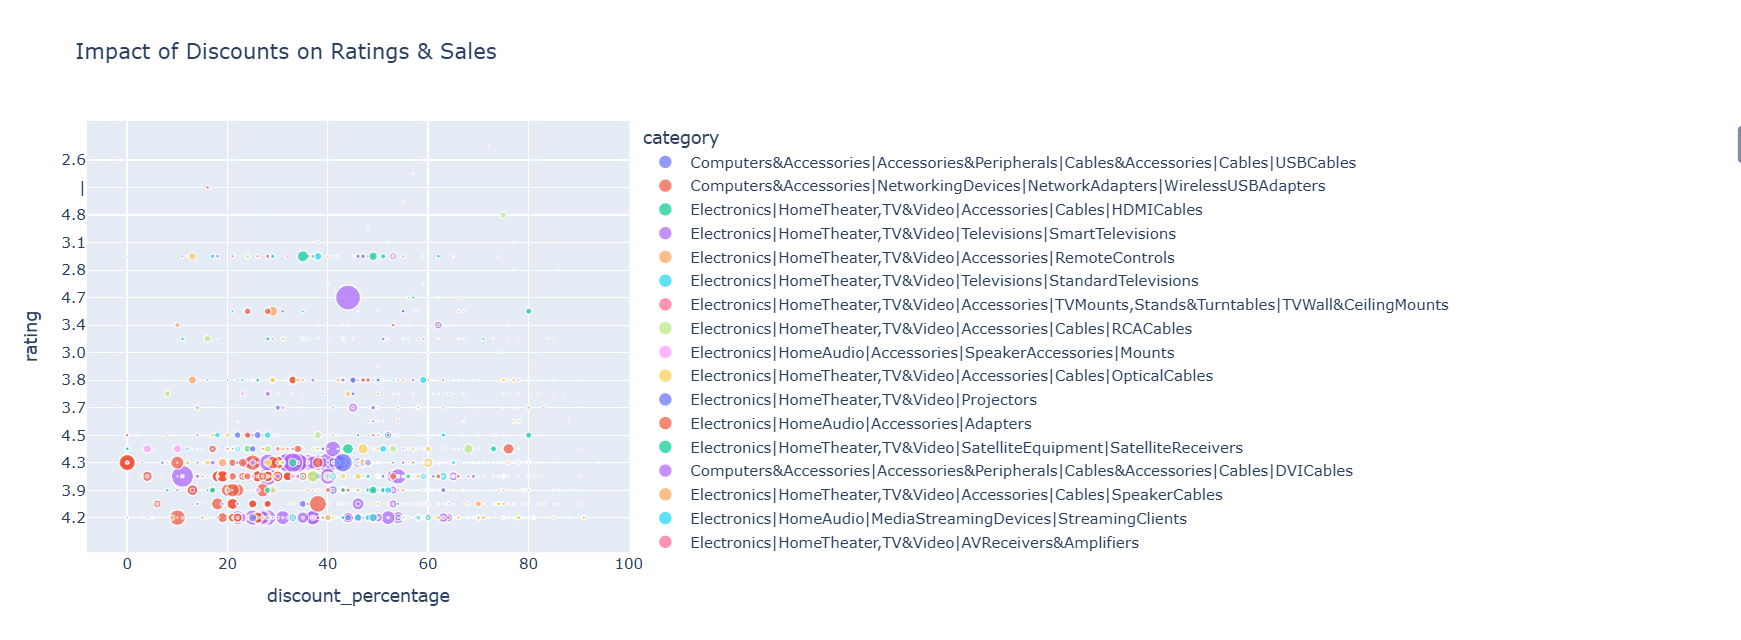 Impact of Discounts on Ratings & Sales
category
Computers&Accessories|Accessories&Peripherals|Cables&Accessories|Cables|USBCables
Computers&Accessories|NetworkingDevices|NetworkAdapters|WirelessUSBAdapters
Electronics|HomeTheater,TV&Video|Accessories|Cables|HDMICables
Electronics|HomeTheater,TV&Video|Televisions|SmartTelevisions
Electronics|HomeTheater,TV&Video|Accessories|RemoteControls
Electronics|HomeTheater,TV&Video|Televisions|StandardTelevisions
Electronics|HomeTheater,TV&Video|Accessories|TVMounts,Stands&Turntables|TVWall&CeilingMounts
Electronics|HomeTheater,TV&Video|Accessories|Cables|RCACables
Electronics|HomeAudio|Accessories|SpeakerAccessories|Mounts
Electronics|HomeTheater,TV&Video|Accessories|Cables|OpticalCables
Electronics|HomeTheater,TV&Video|Projectors
Electronics|HomeAudio|Accessories|Adapters
Electronics|HomeTheater,TV&Video|SatelliteEquipment|SatelliteReceivers
Computers&Accessories|Accessories&Peripherals|Cables&Accessories|Cables|DVICables
Electronics|HomeTheater,TV&Video|Accessories|Cables|SpeakerCables
Electronics|HomeAudio|MediaStreamingDevices|StreamingClients
Electronics|HomeTheater,TV&Video|AVReceivers&Amplifiers
rating
2.6
|
4.8
3.1
2.8
4.7
3.4
3.0
3.8
3.7
4.5
4.3
3.9
4.2
0 20 40 60 80 100
discount_percentage